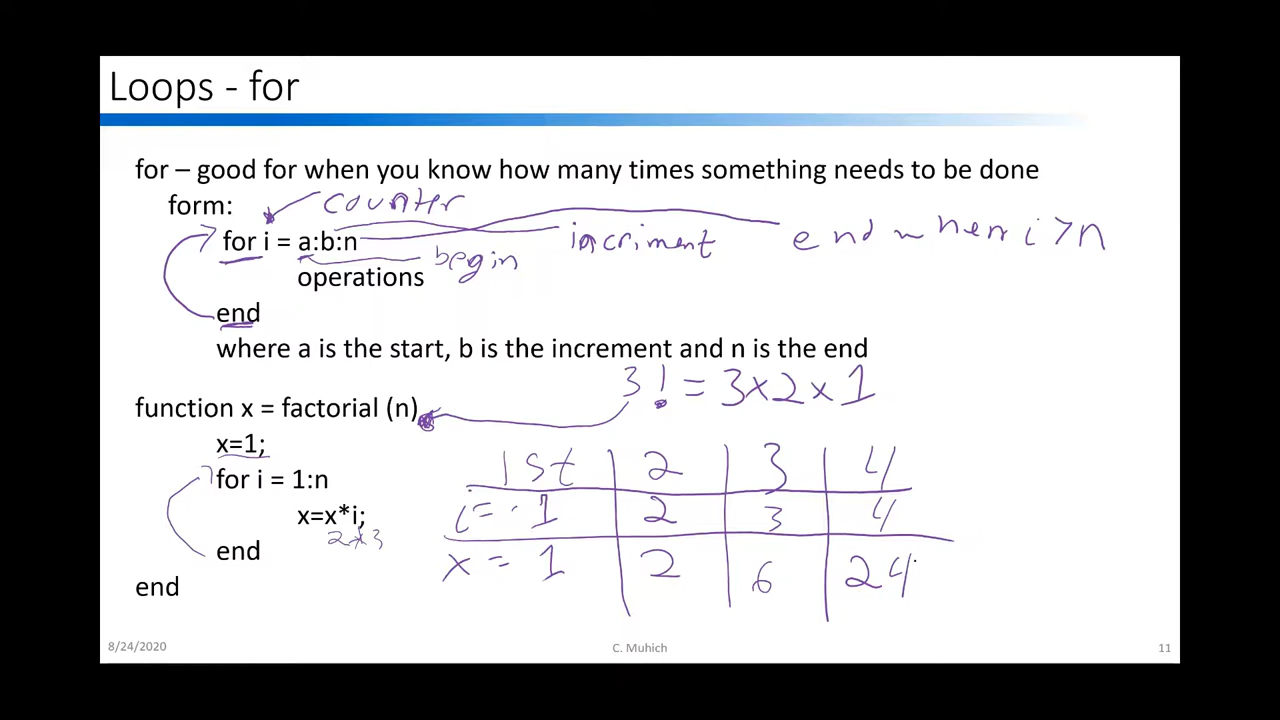 Loops - for
for – good for when you know how many times something needs to be done
form:
counter
for i = a:b:n
begin
incriment
end when i > n
operations
end
where a is the start, b is the increment and n is the end
3! = 3x2x1
function x = factorial (n)
x=1;
for i = 1:n
x=x*i;
2*3
end
end
1st 2 3 4
i= 1 2 3 4
x = 1 2 6 24
8/24/2020
C. Muhich
11